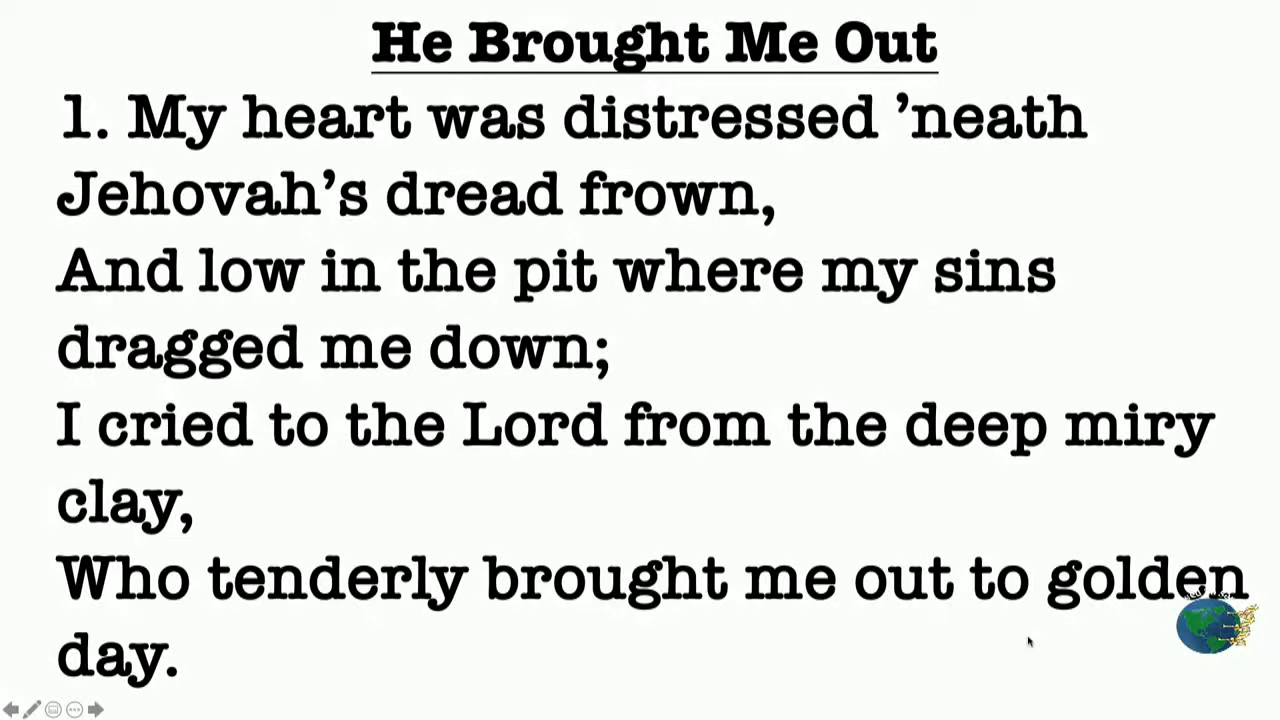 He Brought Me Out
1. My heart was distressed ’neath
Jehovah’s dread frown,
And low in the pit where my sins
dragged me down;
I cried to the Lord from the deep miry
clay,
Who tenderly brought me out to golden
day.